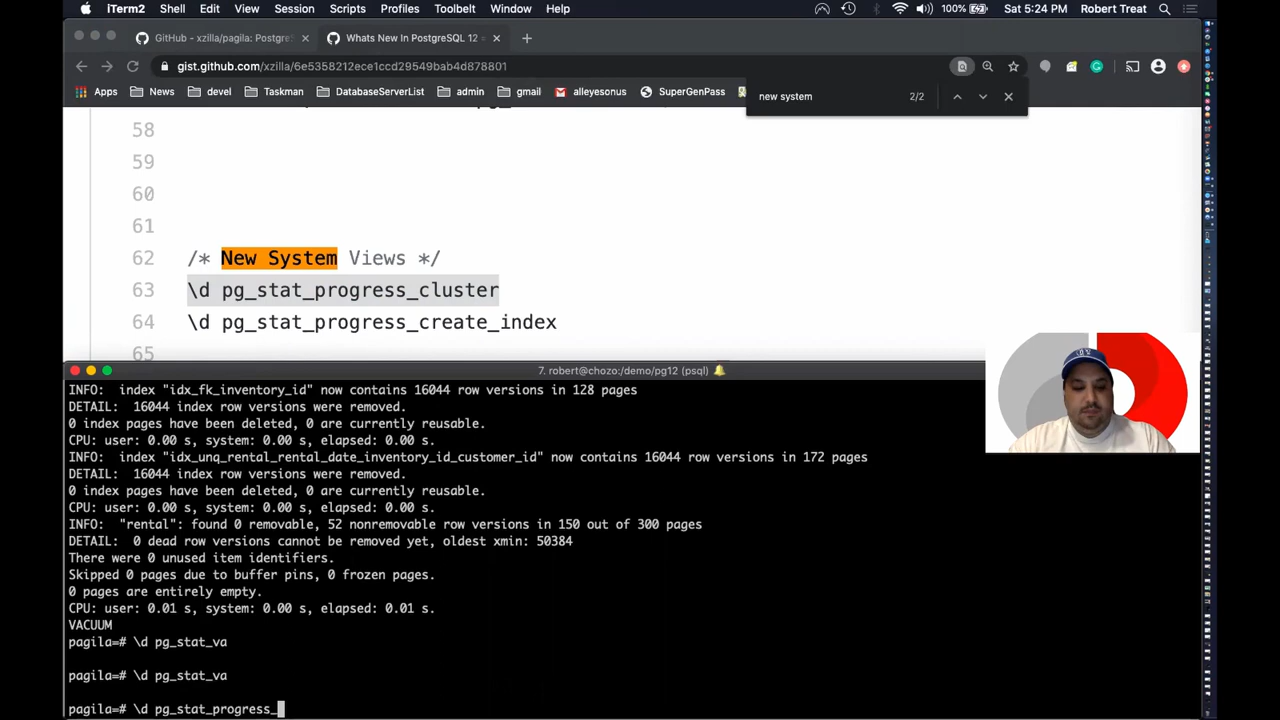 iTerm2 Shell Edit View Session Scripts Profiles Toolbelt Window Help 100% Sat 5:24 PM Robert Treat
GitHub - xzilla/pagila: Postgre
Whats New In PostgreSQL 12
gist.github.com/xzilla/6e5358212ece1ccd29549bab4d878801
Apps News devel Taskman DatabaseServerList admin gmail alleyesonus SuperGenPass
new system 2/2
58
59
60
61
62 /* New System Views */
63 \d pg_stat_progress_cluster
64 \d pg_stat_progress_create_index
65
7. robert@chozo:/demo/pg12 (psql)
INFO: index "idx_fk_inventory_id" now contains 16044 row versions in 128 pages
DETAIL: 16044 index row versions were removed.
0 index pages have been deleted, 0 are currently reusable.
CPU: user: 0.00 s, system: 0.00 s, elapsed: 0.00 s.
INFO: index "idx_unq_rental_rental_date_inventory_id_customer_id" now contains 16044 row versions in 172 pages
DETAIL: 16044 index row versions were removed.
0 index pages have been deleted, 0 are currently reusable.
CPU: user: 0.00 s, system: 0.00 s, elapsed: 0.00 s.
INFO: "rental": found 0 removable, 52 nonremovable row versions in 150 out of 300 pages
DETAIL: 0 dead row versions cannot be removed yet, oldest xmin: 50384
There were 0 unused item identifiers.
Skipped 0 pages due to buffer pins, 0 frozen pages.
0 pages are entirely empty.
CPU: user: 0.01 s, system: 0.00 s, elapsed: 0.01 s.
VACUUM
pagila=# \d pg_stat_va
pagila=# \d pg_stat_va
pagila=# \d pg_stat_progress_